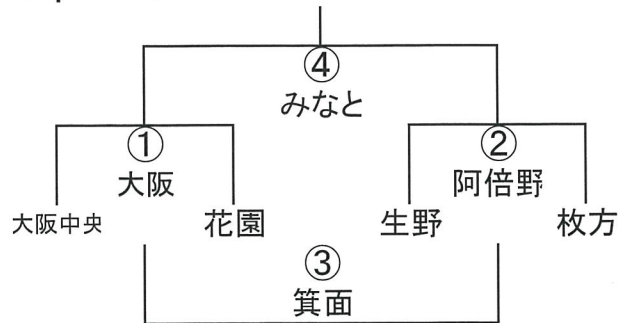 ④
みなと
① ②
大阪 阿倍野
大阪中央 花園 生野 枚方
③
箕面